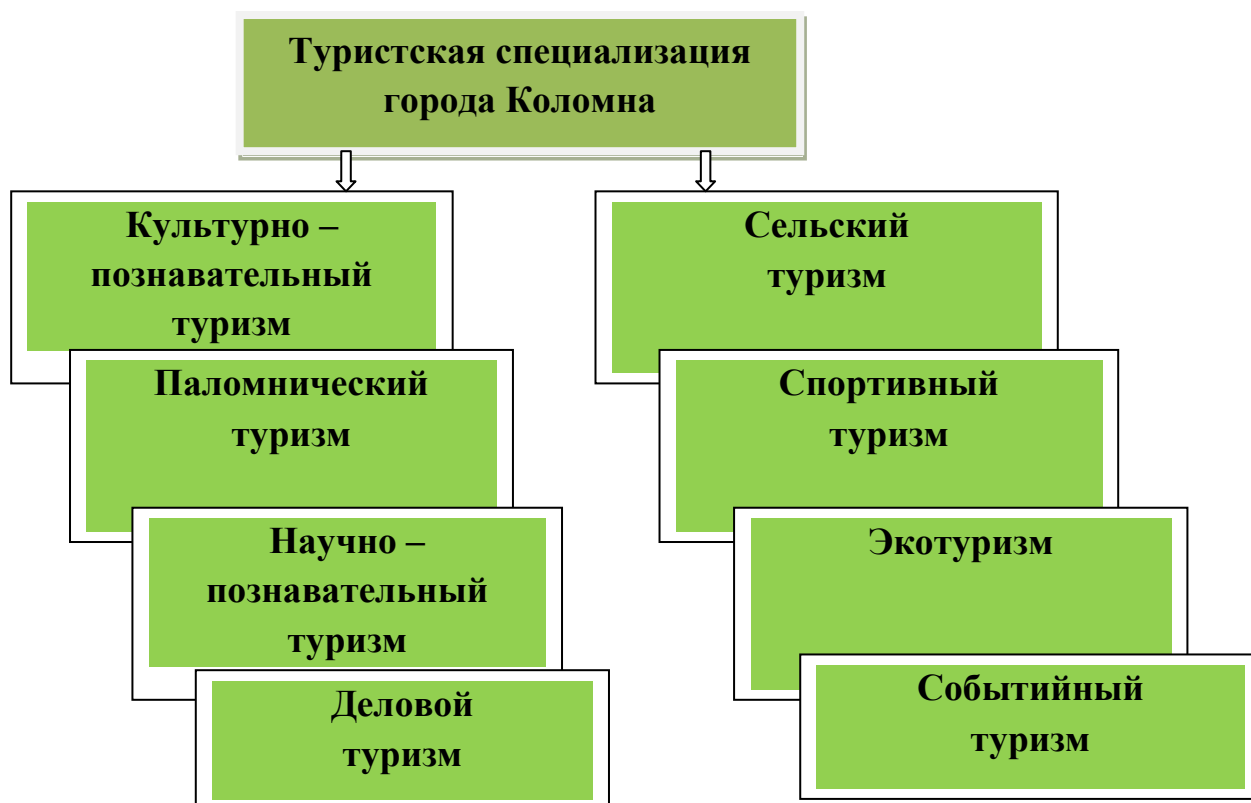 Туристская специализация
города Коломна
Культурно –
познавательный
туризм
Паломнический
туризм
Научно –
познавательный
туризм
Деловой
туризм
Сельский
туризм
Спортивный
туризм
Экотуризм
Событийный
туризм